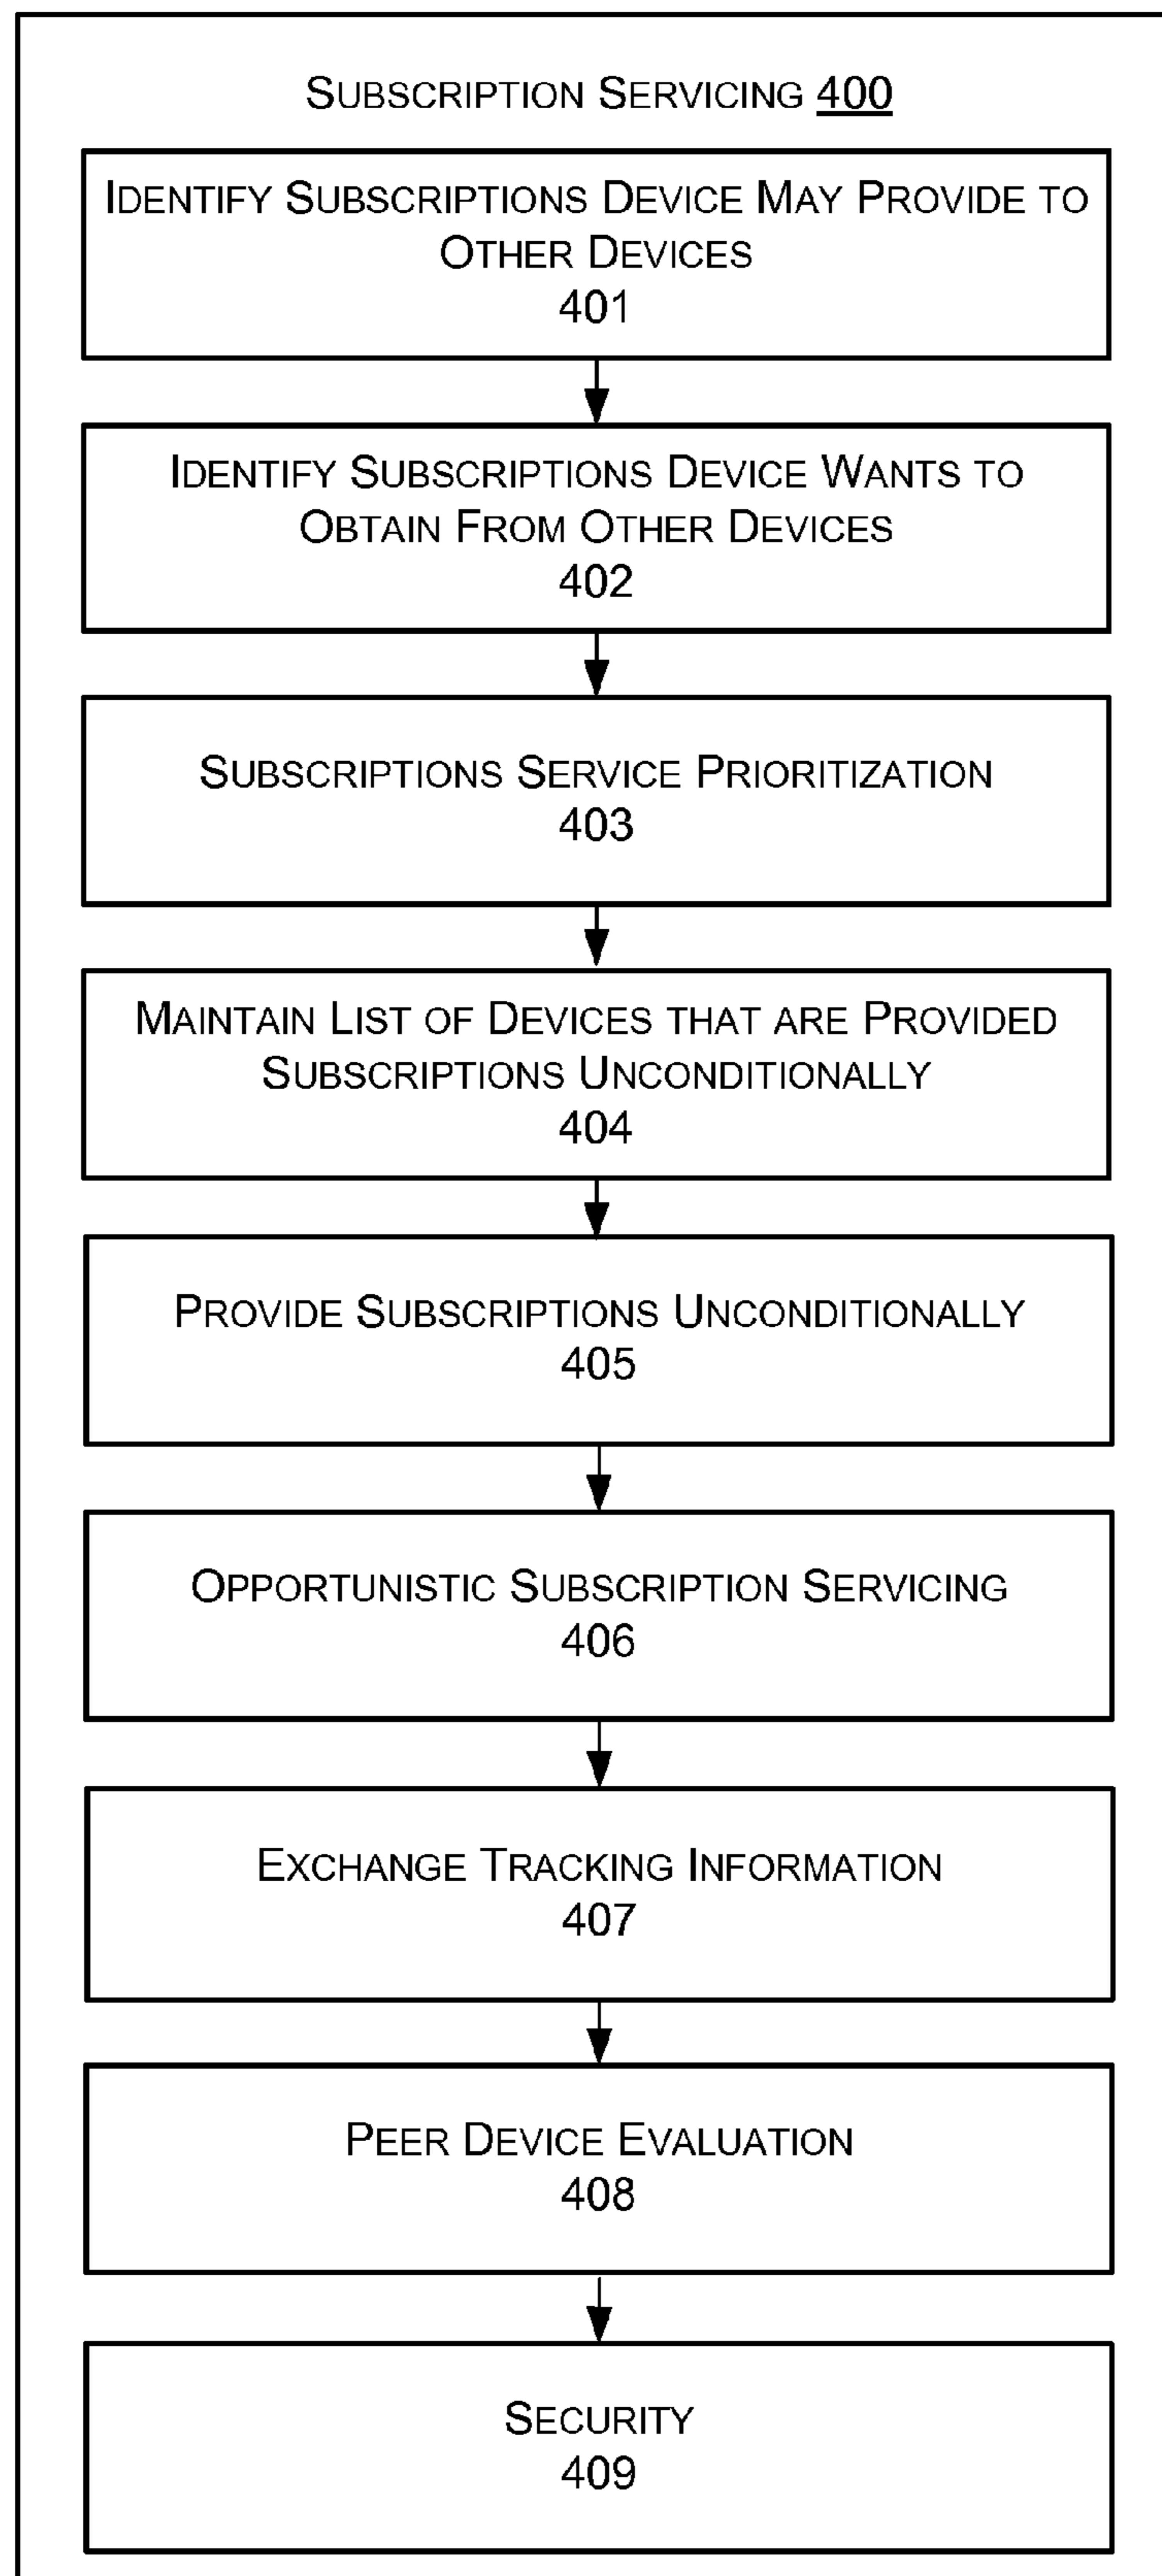 SUBSCRIPTION SERVICING 400
IDENTIFY SUBSCRIPTIONS DEVICE MAY PROVIDE TO
OTHER DEVICES
401
IDENTIFY SUBSCRIPTIONS DEVICE WANTS TO
OBTAIN FROM OTHER DEVICES
402
SUBSCRIPTIONS SERVICE PRIORITIZATION
403
MAINTAIN LIST OF DEVICES THAT ARE PROVIDED
SUBSCRIPTIONS UNCONDITIONALLY
404
PROVIDE SUBSCRIPTIONS UNCONDITIONALLY
405
OPPORTUNISTIC SUBSCRIPTION SERVICING
406
EXCHANGE TRACKING INFORMATION
407
PEER DEVICE EVALUATION
408
SECURITY
409